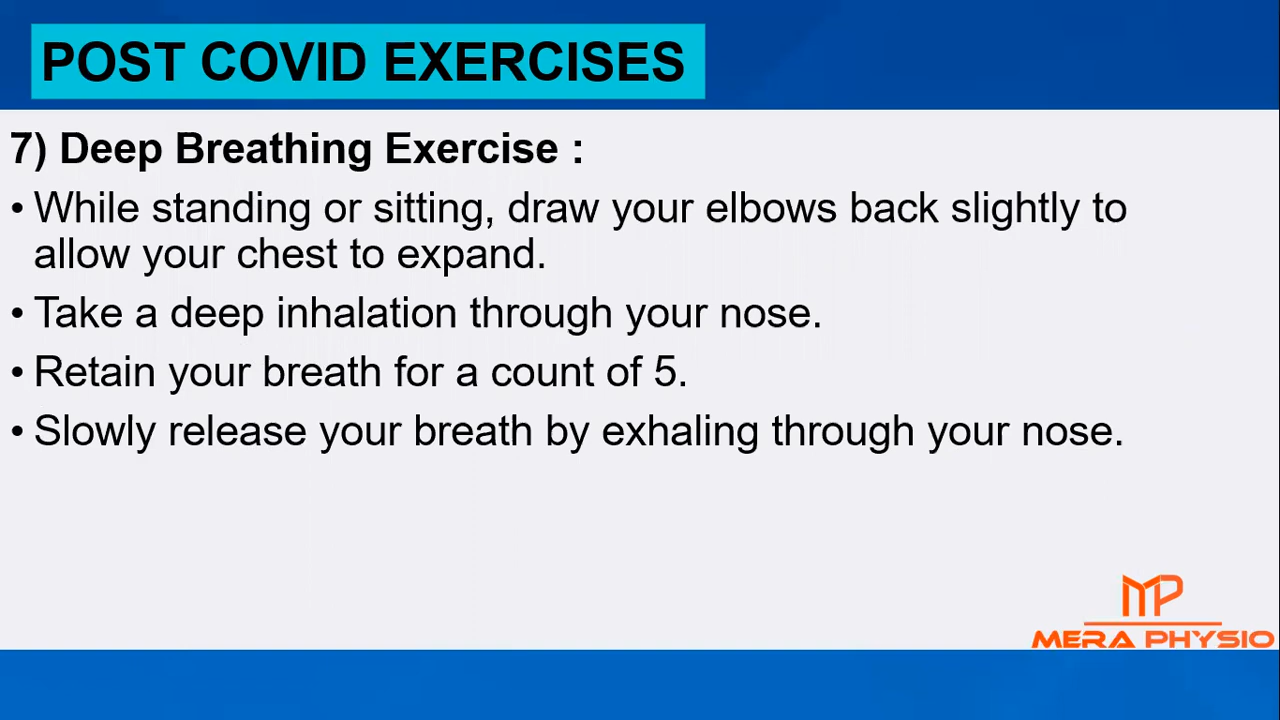 POST COVID EXERCISES
7) Deep Breathing Exercise :
• While standing or sitting, draw your elbows back slightly to
allow your chest to expand.
• Take a deep inhalation through your nose.
• Retain your breath for a count of 5.
• Slowly release your breath by exhaling through your nose.
MP
MERA PHYSIO